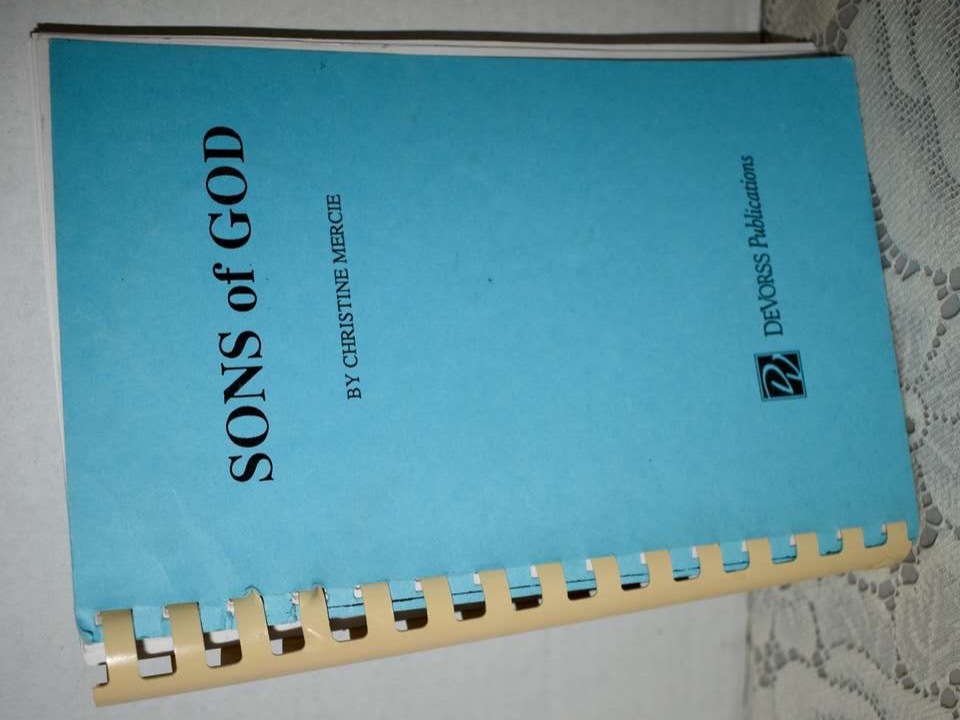 SONS of GOD
BY CHRISTINE MERCIE
DEVORSS Publications